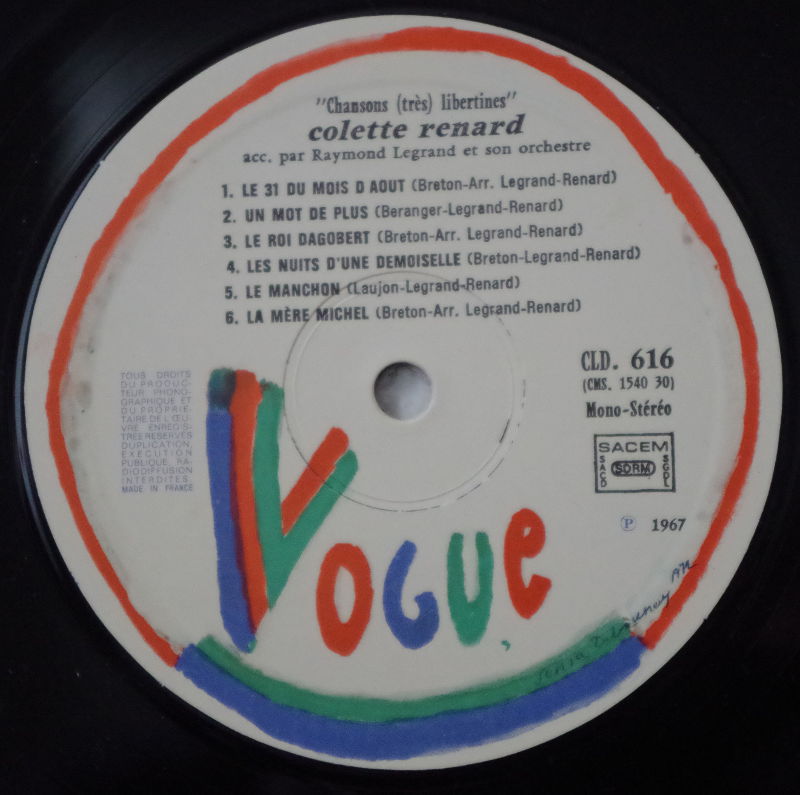 "Chansons (très) libertines"
colette renard
acc. par Raymond Legrand et son orchestre
1. LE 31 DU MOIS D AOUT (Breton-Arr. Legrand-Renard)
2. UN MOT DE PLUS (Beranger-Legrand-Renard)
3. LE ROI DAGOBERT (Breton-Arr. Legrand-Renard)
4. LES NUITS D'UNE DEMOISELLE (Breton-Legrand-Renard)
5. LE MANCHON (Laujon-Legrand-Renard)
6. LA MÈRE MICHEL (Breton-Arr. Legrand-Renard)
TOUS DROITS
DU PRODUC-
TEUR PHONO-
GRAPHIQUE ET
DU PROPRIE-
TAIRE DE L'ŒU-
VRE ENREGIS-
TRÉE RESERVES
DUPLICATION,
EXECUTION
PUBLIQUE, RA-
DIODIFFUSION
INTERDITES.
MADE IN FRANCE
CLD. 616
(CMS. 1540 30)
Mono-Stéréo
SACEM
SACD
SDRM
SGDL
℗ 1967
VOGUE
Sonia Delaunay